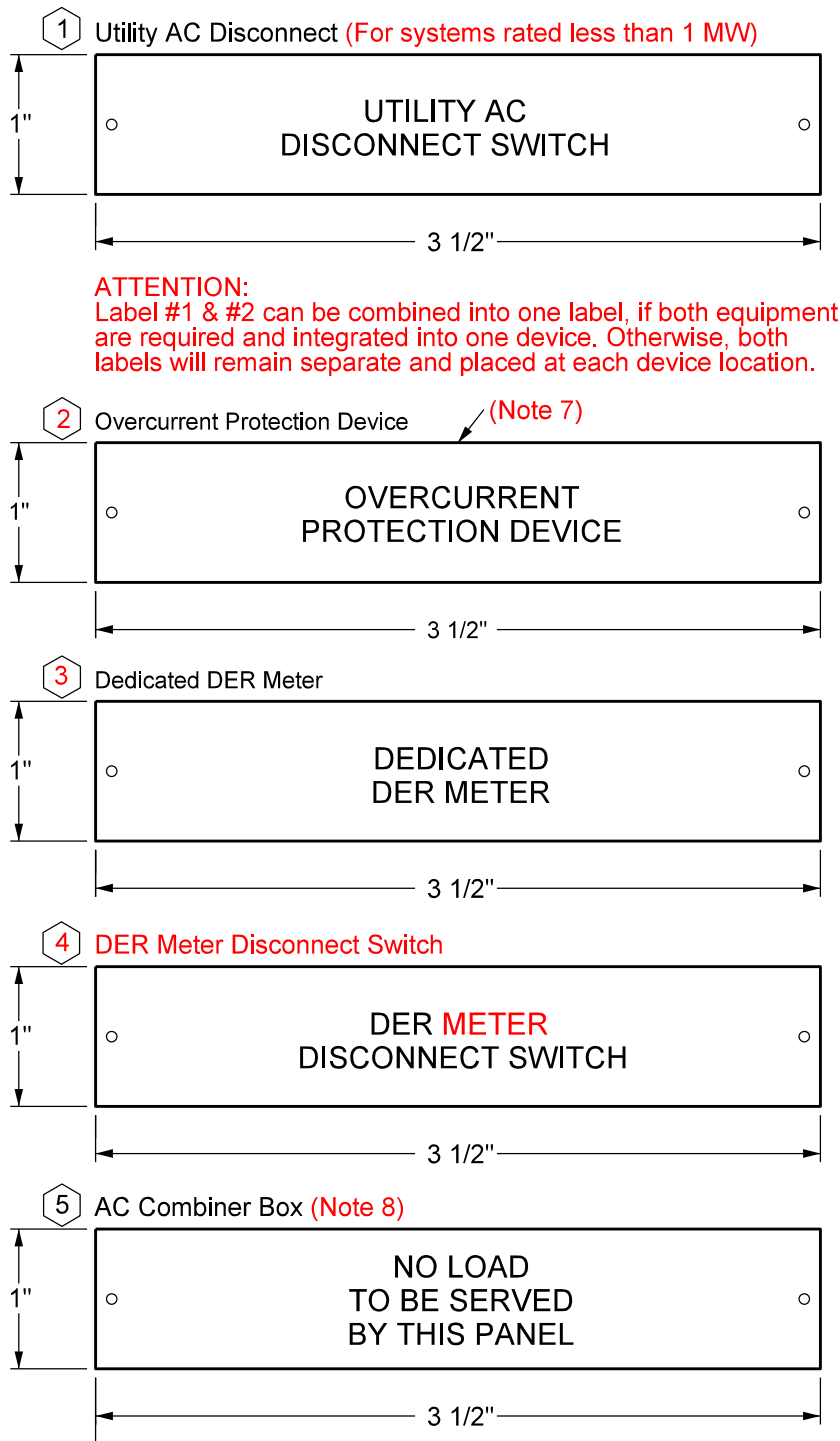 1 Utility AC Disconnect (For systems rated less than 1 MW)
1"
UTILITY AC
DISCONNECT SWITCH
3 1/2"
ATTENTION:
Label #1 & #2 can be combined into one label, if both equipment
are required and integrated into one device. Otherwise, both
labels will remain separate and placed at each device location.
2 Overcurrent Protection Device (Note 7)
1"
OVERCURRENT
PROTECTION DEVICE
3 1/2"
3 Dedicated DER Meter
1"
DEDICATED
DER METER
3 1/2"
4 DER Meter Disconnect Switch
1"
DER METER
DISCONNECT SWITCH
3 1/2"
5 AC Combiner Box (Note 8)
1"
NO LOAD
TO BE SERVED
BY THIS PANEL
3 1/2"